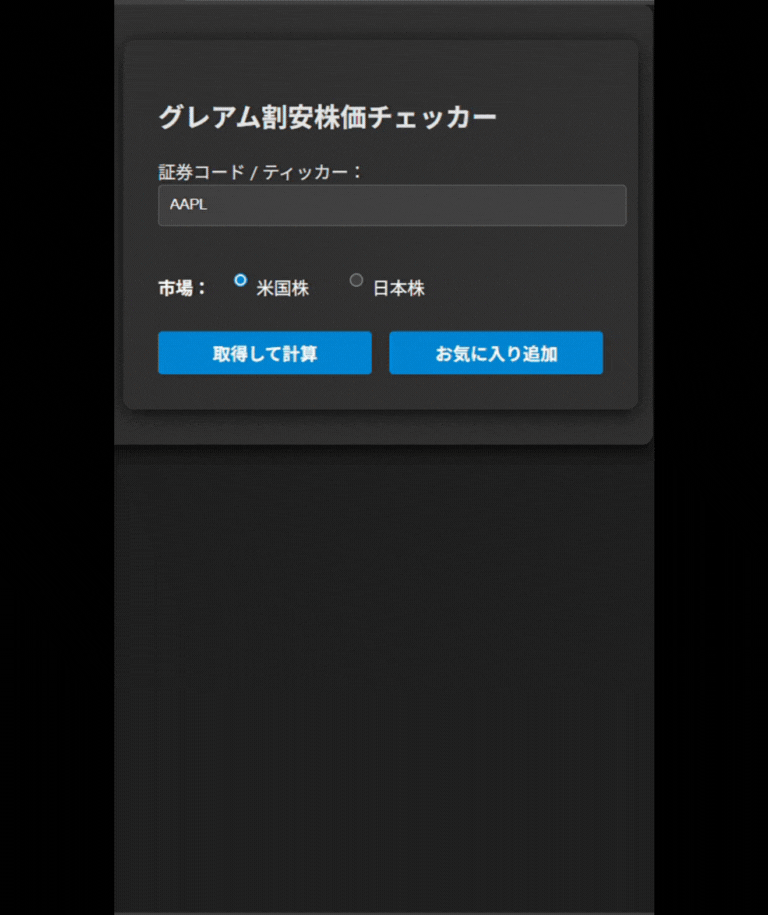 グレアム割安株価チェッカー
証券コード / ティッカー：
AAPL
市場： 米国株 日本株
取得して計算 お気に入り追加